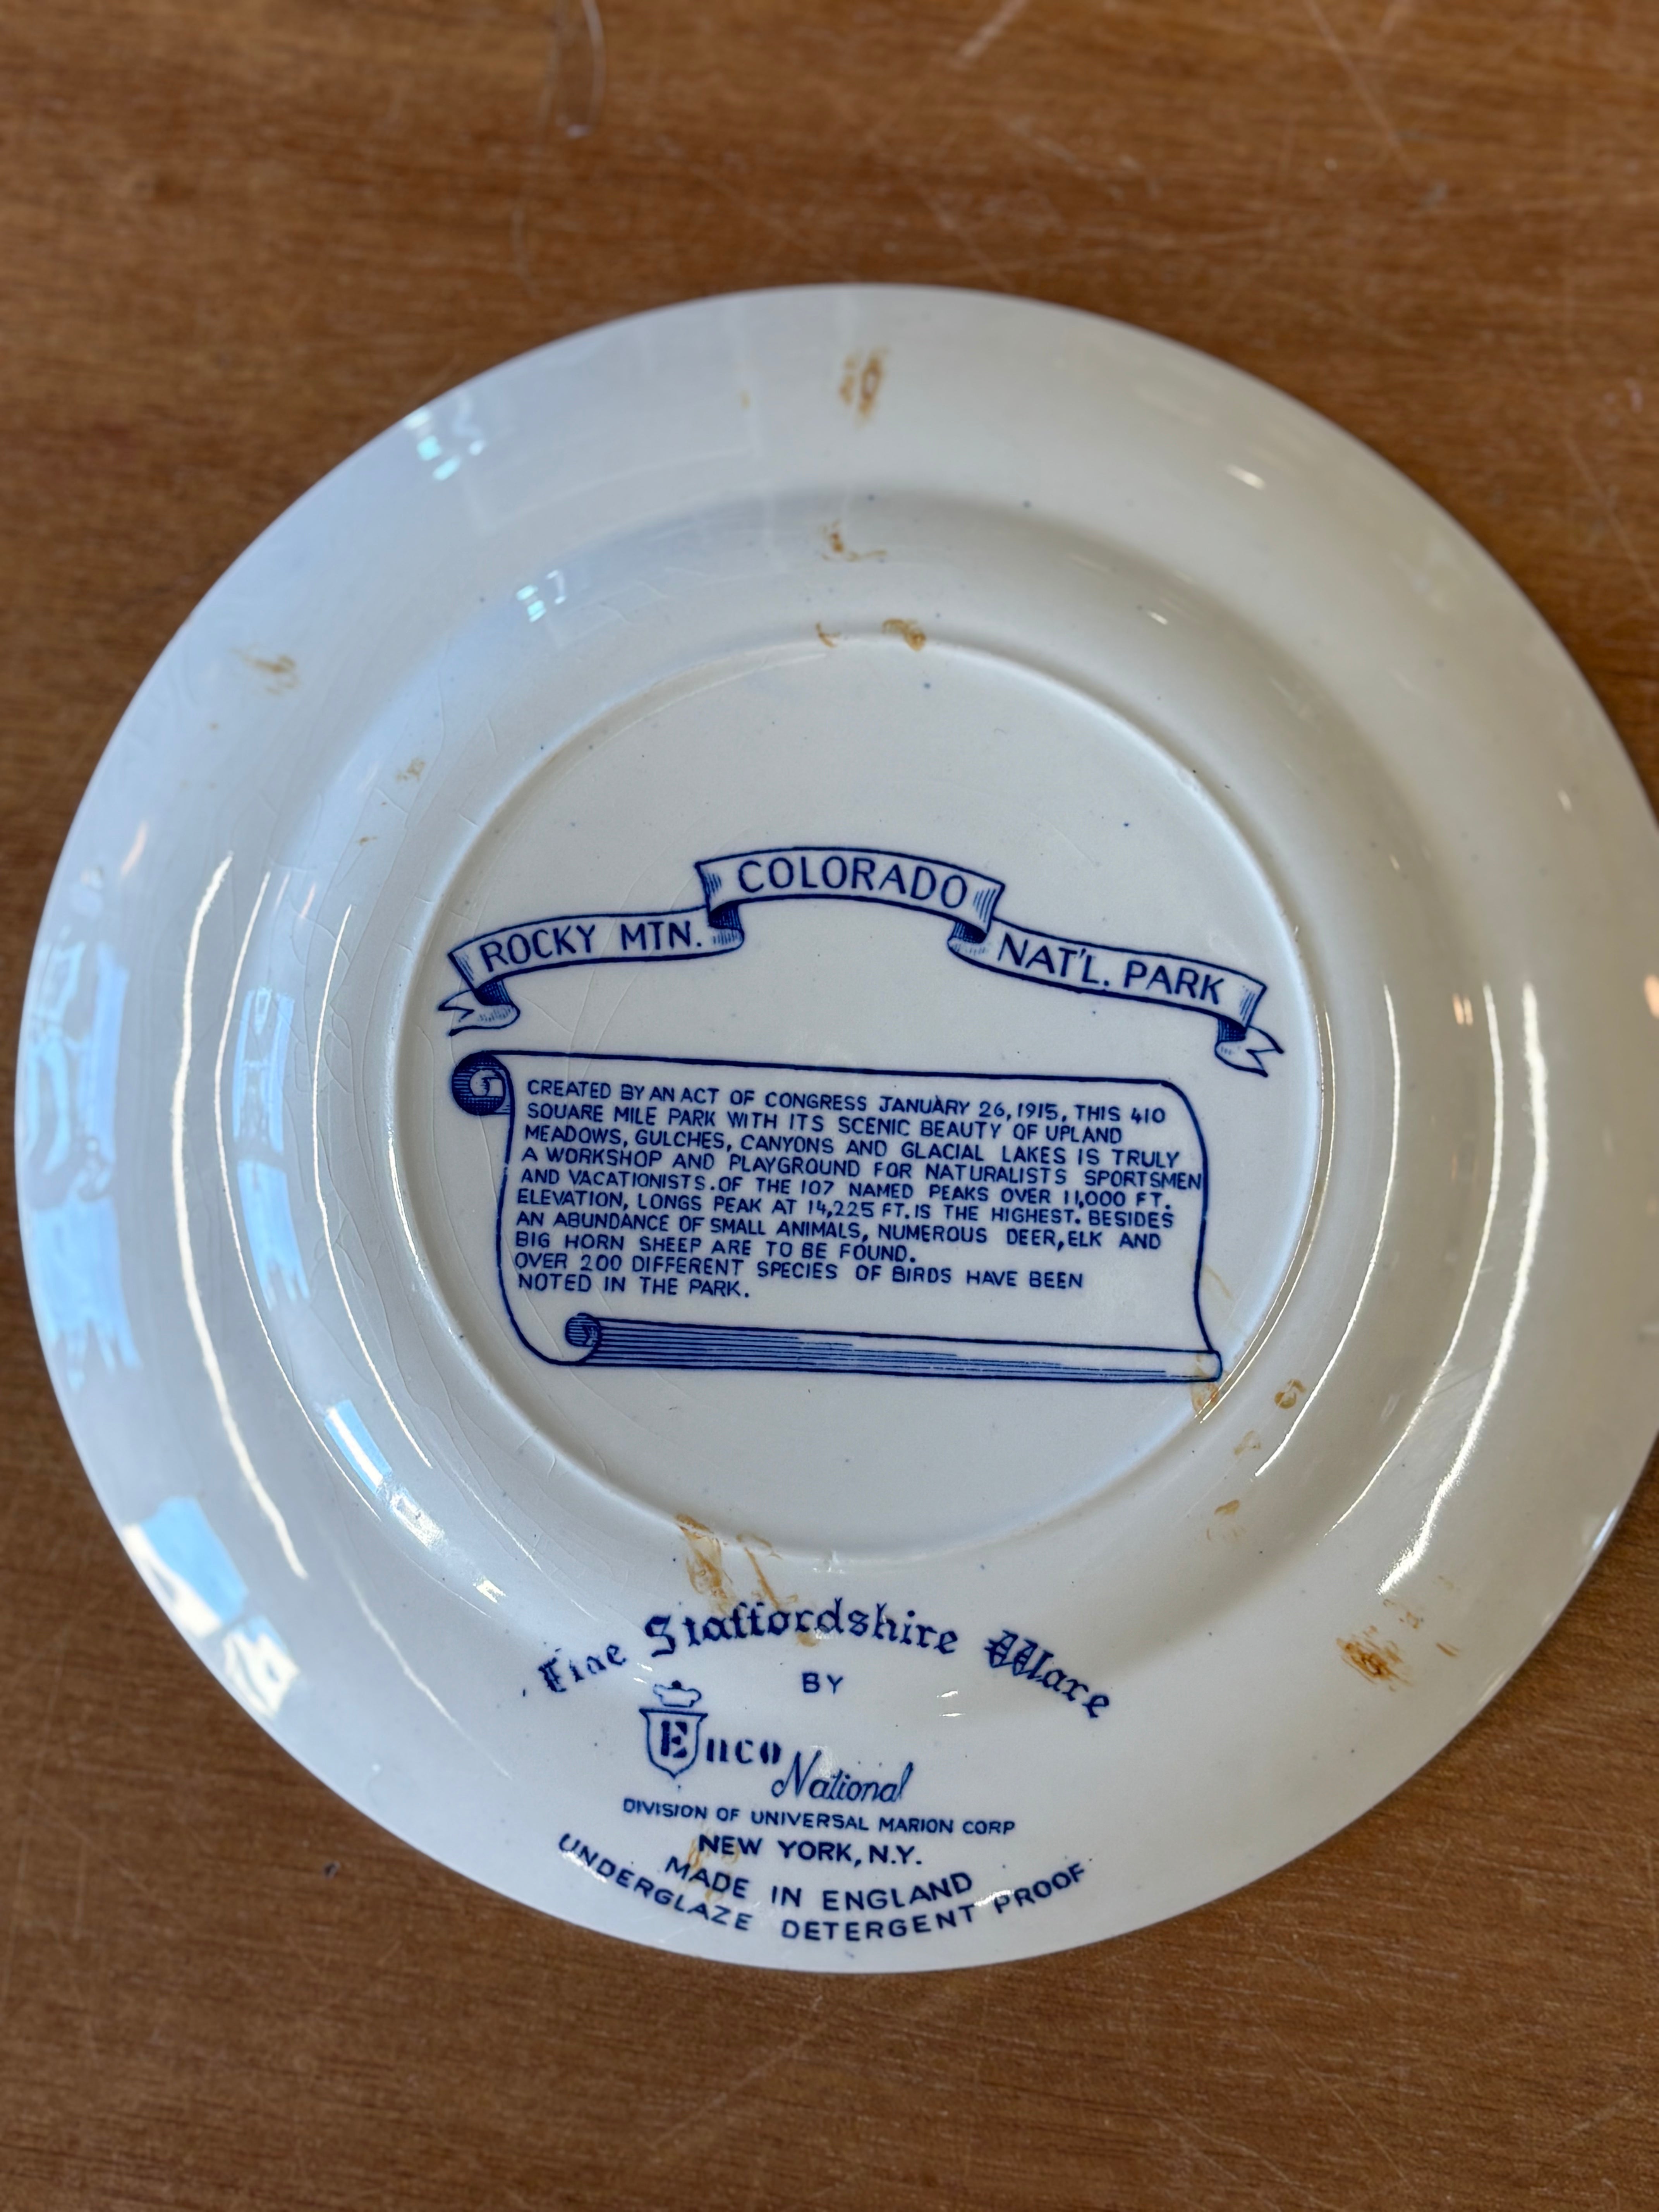 COLORADO
ROCKY MTN. NAT'L. PARK
CREATED BY AN ACT OF CONGRESS JANUARY 26, 1915, THIS 410
SQUARE MILE PARK WITH ITS SCENIC BEAUTY OF UPLAND
MEADOWS, GULCHES, CANYONS AND GLACIAL LAKES IS TRULY
A WORKSHOP AND PLAYGROUND FOR NATURALISTS SPORTSMEN
AND VACATIONISTS. OF THE 107 NAMED PEAKS OVER 11,000 FT.
ELEVATION, LONGS PEAK AT 14,225 FT. IS THE HIGHEST. BESIDES
AN ABUNDANCE OF SMALL ANIMALS, NUMEROUS DEER, ELK AND
BIG HORN SHEEP ARE TO BE FOUND.
OVER 200 DIFFERENT SPECIES OF BIRDS HAVE BEEN
NOTED IN THE PARK.
Fine Staffordshire Ware
BY
Enco National
DIVISION OF UNIVERSAL MARION CORP
NEW YORK, N.Y.
MADE IN ENGLAND
UNDERGLAZE DETERGENT PROOF